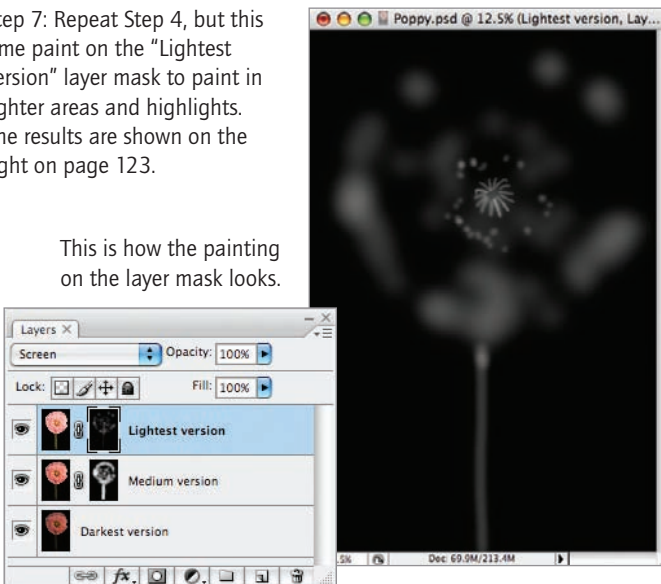 tep 7: Repeat Step 4, but this
me paint on the “Lightest
ersion” layer mask to paint in
ghter areas and highlights.
he results are shown on the
ght on page 123.
This is how the painting
on the layer mask looks.
Poppy.psd @ 12.5% (Lightest version, Lay...
Layers ×
Screen Opacity: 100%
Lock: Fill: 100%
Lightest version
Medium version
Darkest version
fx.
.5% Doc: 69.9M/213.4M